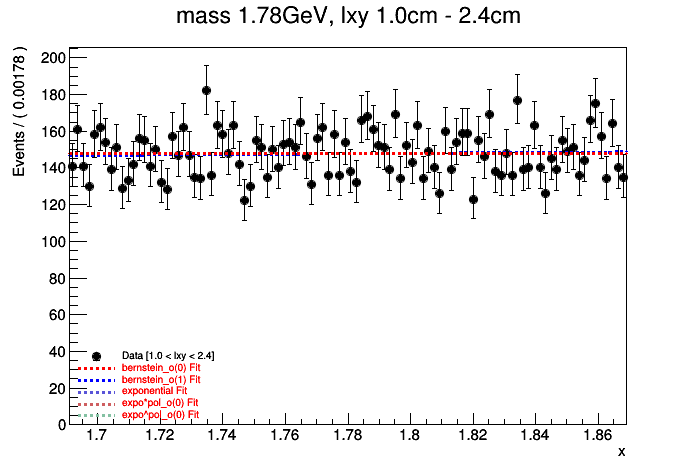 mass 1.78GeV, lxy 1.0cm - 2.4cm
Events / ( 0.00178 )
200
180
160
140
120
100
80
60
40
20
0
Data [1.0 < lxy < 2.4]
bernstein_o(0) Fit
bernstein_o(1) Fit
exponential Fit
expo*pol_o(0) Fit
expo^pol_o(0) Fit
1.7 1.72 1.74 1.76 1.78 1.8 1.82 1.84 1.86
x